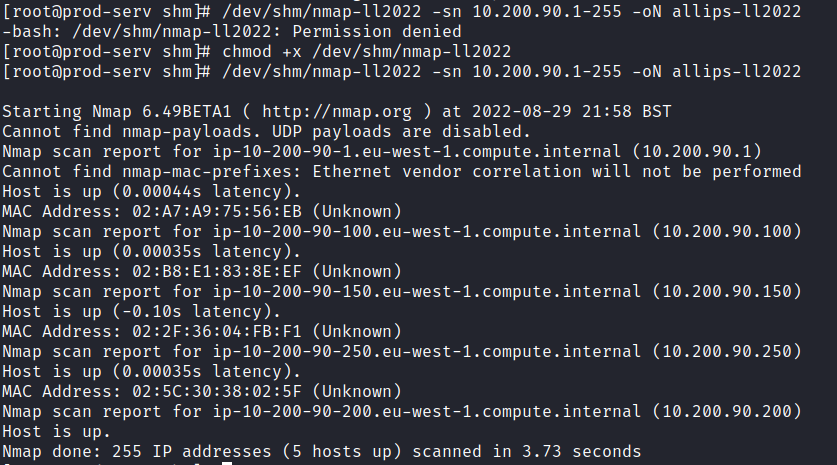 [root@prod-serv shm]# /dev/shm/nmap-ll2022 -sn 10.200.90.1-255 -oN allips-ll2022
-bash: /dev/shm/nmap-ll2022: Permission denied
[root@prod-serv shm]# chmod +x /dev/shm/nmap-ll2022
[root@prod-serv shm]# /dev/shm/nmap-ll2022 -sn 10.200.90.1-255 -oN allips-ll2022
Starting Nmap 6.49BETA1 ( http://nmap.org ) at 2022-08-29 21:58 BST
Cannot find nmap-payloads. UDP payloads are disabled.
Nmap scan report for ip-10-200-90-1.eu-west-1.compute.internal (10.200.90.1)
Cannot find nmap-mac-prefixes: Ethernet vendor correlation will not be performed
Host is up (0.00044s latency).
MAC Address: 02:A7:A9:75:56:EB (Unknown)
Nmap scan report for ip-10-200-90-100.eu-west-1.compute.internal (10.200.90.100)
Host is up (0.00035s latency).
MAC Address: 02:B8:E1:83:8E:EF (Unknown)
Nmap scan report for ip-10-200-90-150.eu-west-1.compute.internal (10.200.90.150)
Host is up (-0.10s latency).
MAC Address: 02:2F:36:04:FB:F1 (Unknown)
Nmap scan report for ip-10-200-90-250.eu-west-1.compute.internal (10.200.90.250)
Host is up (0.00035s latency).
MAC Address: 02:5C:30:38:02:5F (Unknown)
Nmap scan report for ip-10-200-90-200.eu-west-1.compute.internal (10.200.90.200)
Host is up.
Nmap done: 255 IP addresses (5 hosts up) scanned in 3.73 seconds